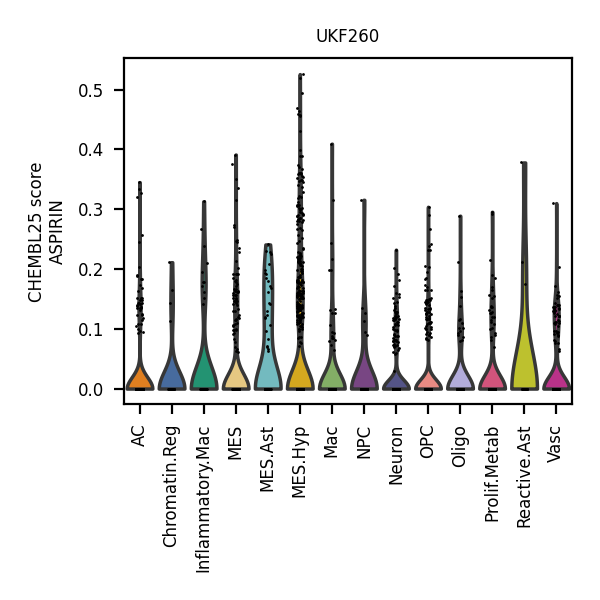 UKF260
CHEMBL25 score
ASPIRIN
0.5
0.4
0.3
0.2
0.1
0.0
AC
Chromatin.Reg
Inflammatory.Mac
MES
MES.Ast
MES.Hyp
Mac
NPC
Neuron
OPC
Oligo
Prolif.Metab
Reactive.Ast
Vasc